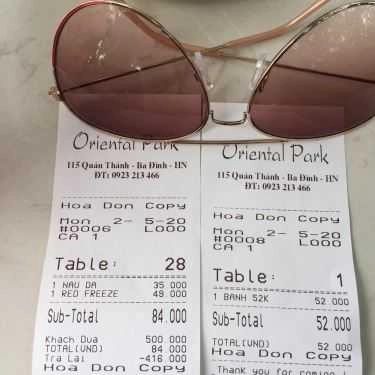 Oriental Park
115 Quán Thánh - Ba Đình - HN
ĐT: 0923 213 466
Hoa Don Copy
Mon 2- 5-20
#0006 L000
CA 1
Table: 28
1 NAU DA 35 000
1 RED FREEZE 49 000
Sub-Total 84.000
Khach Dua 500.000
TOTAL(VND) 84.000
Tra Lai -416 000
Hoa Don Copy
Oriental Park
115 Quán Thánh - Ba Đình - HN
ĐT: 0923 213 466
Hoa Don Copy
Mon 2- 5-20
#0008 L000
CA 1
Table: 1
1 BANH 52K 52 000
Sub-Total 52.000
TOTAL(VND) 52 000
Hoa Don Copy
Thank you for coming !